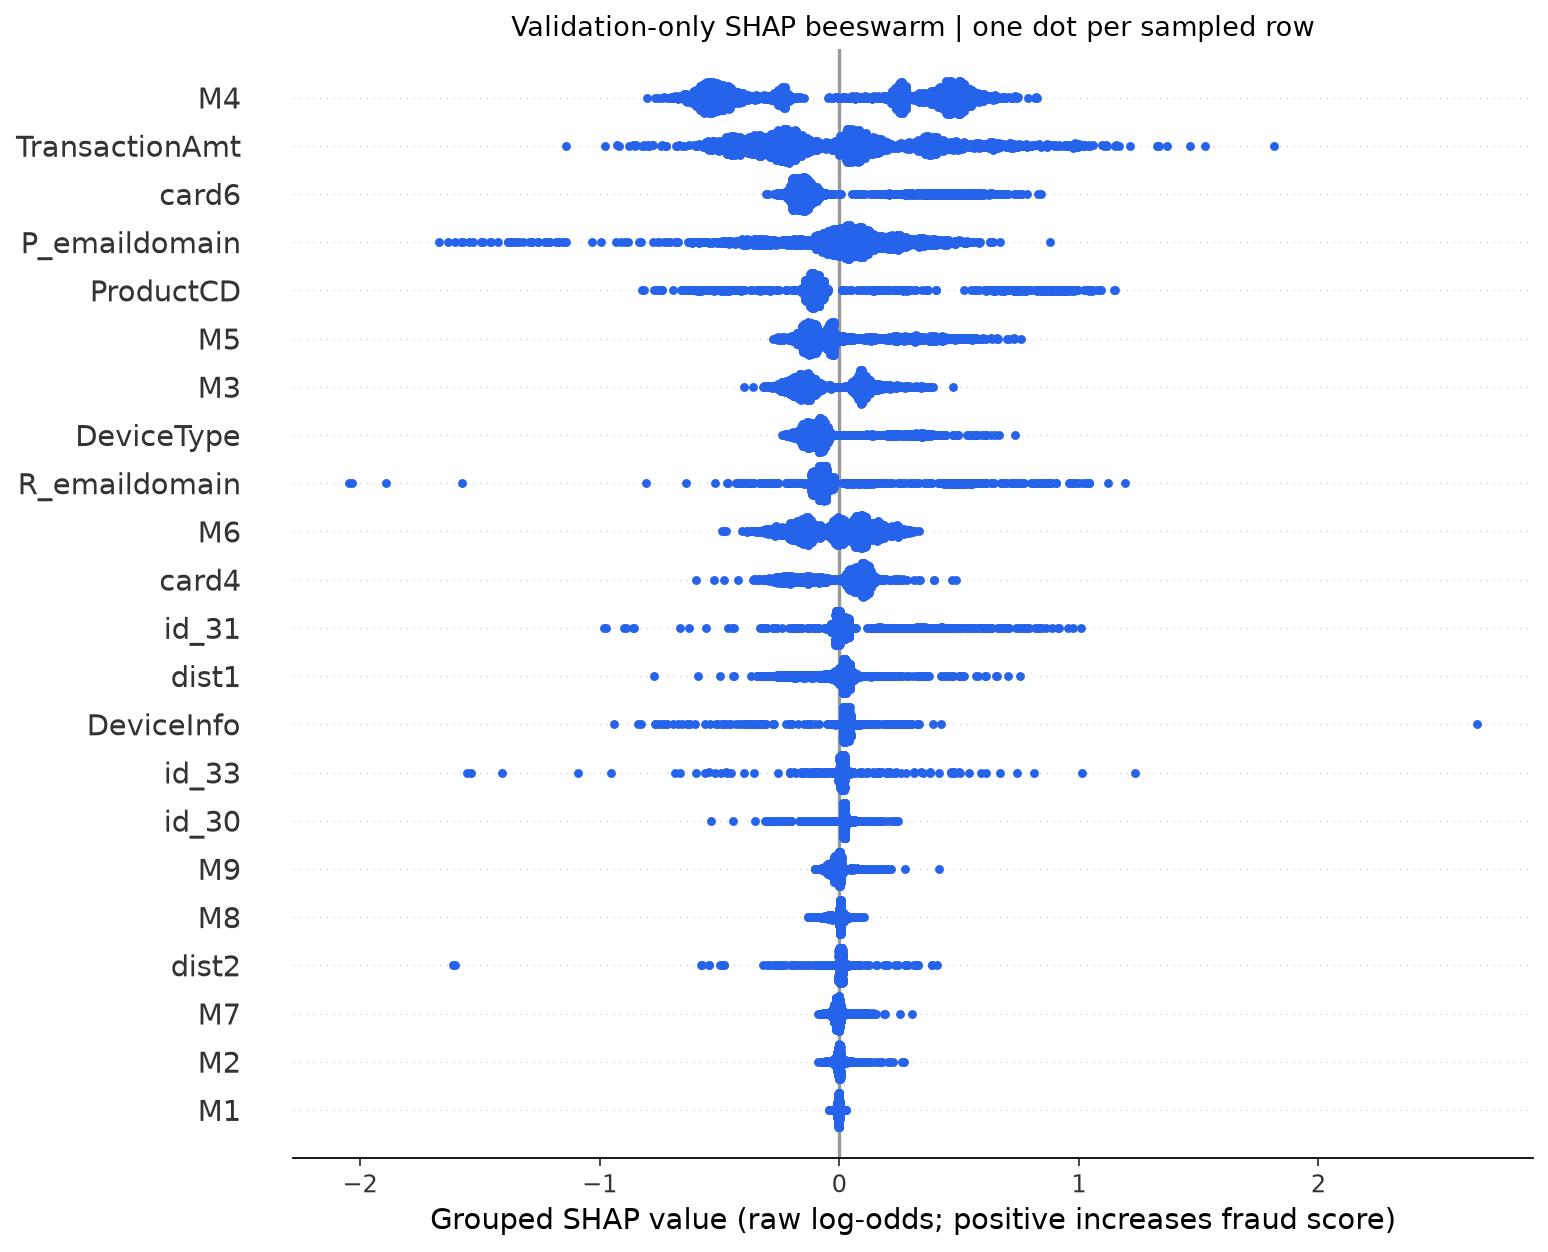 Validation-only SHAP beeswarm | one dot per sampled row
M4
TransactionAmt
card6
P_emaildomain
ProductCD
M5
M3
DeviceType
R_emaildomain
M6
card4
id_31
dist1
DeviceInfo
id_33
id_30
M9
M8
dist2
M7
M2
M1
−2 −1 0 1 2
Grouped SHAP value (raw log-odds; positive increases fraud score)